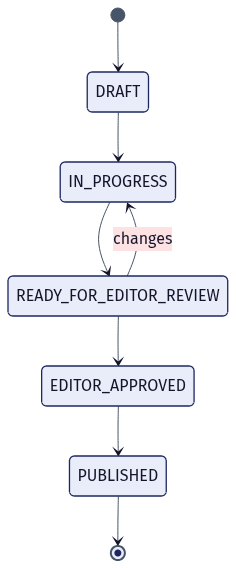 DRAFT
IN_PROGRESS
changes
READY_FOR_EDITOR_REVIEW
EDITOR_APPROVED
PUBLISHED